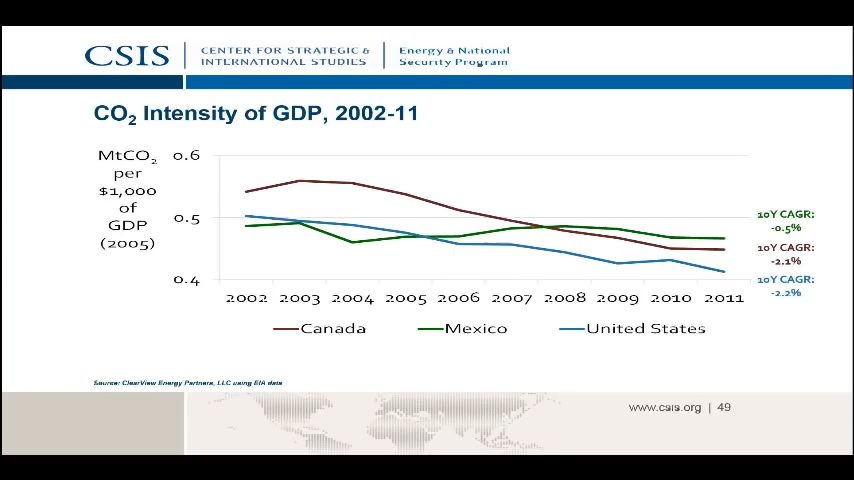 CSIS
CENTER FOR STRATEGIC &
INTERNATIONAL STUDIES
Energy & National
Security Program
CO₂ Intensity of GDP, 2002-11
MtCO₂
per
$1,000
of
GDP
(2005)
0.6
0.5
0.4
2002 2003 2004 2005 2006 2007 2008 2009 2010 2011
10Y CAGR:
-0.5%
10Y CAGR:
-2.1%
10Y CAGR:
-2.2%
Canada Mexico United States
Source: ClearView Energy Partners, LLC using EIA data
www.csis.org | 49